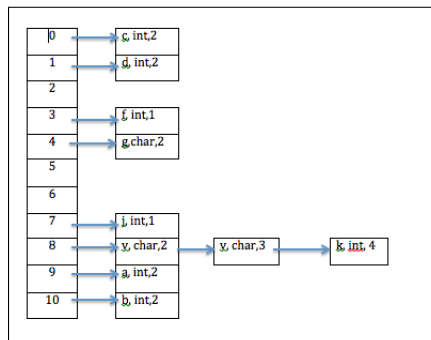 0 c, int,2
1 d, int,2
2
3 f, int,1
4 g,char,2
5
6
7 j, int,1
8 v, char,2 v, char,3 k, int, 4
9 a, int,2
10 b, int,2